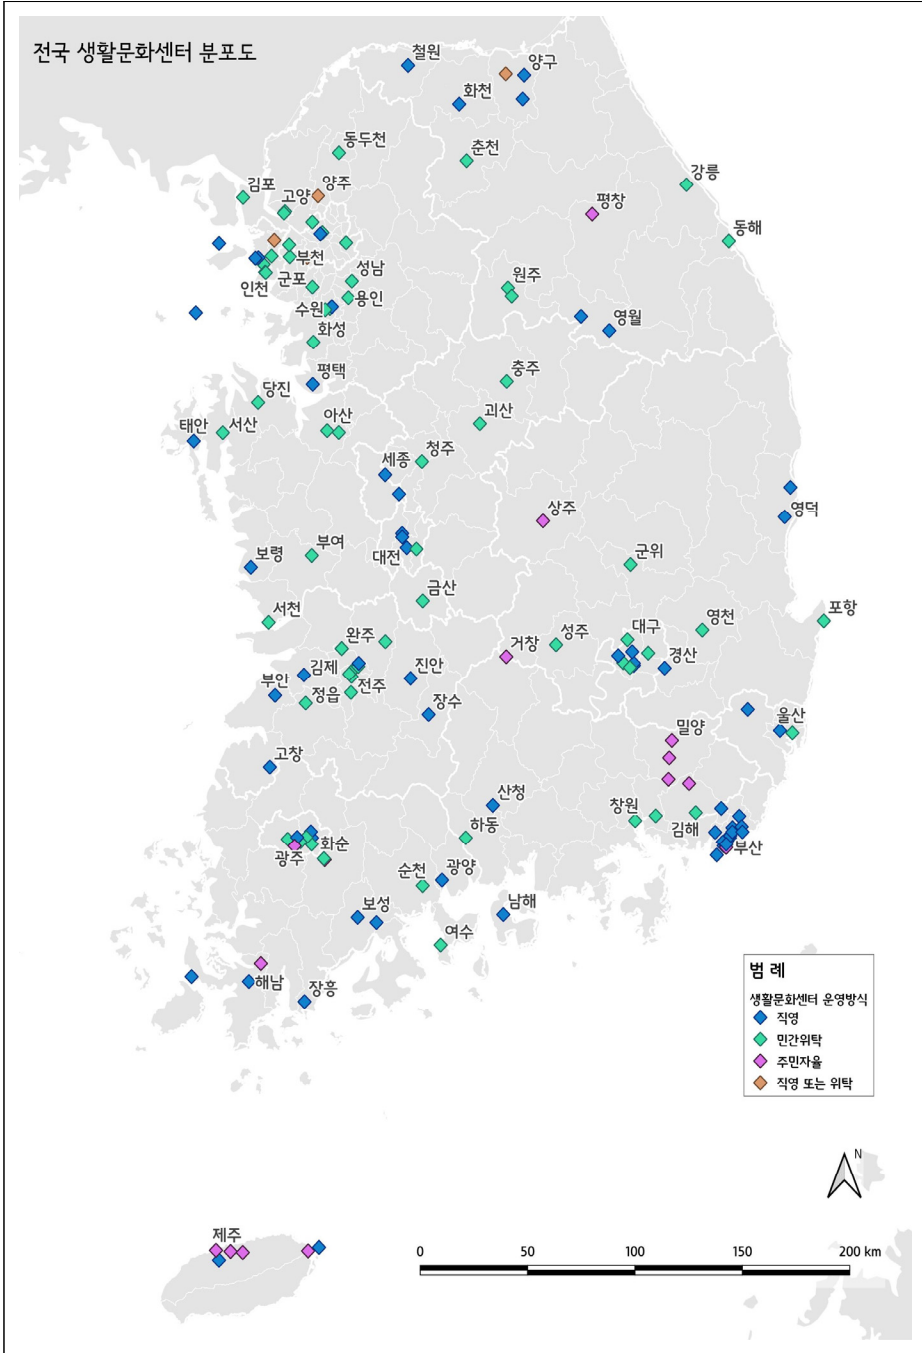 전국 생활문화센터 분포도
철원
양구
화천
동두천
춘천
강릉
김포
양주
고양
평창
동해
부천
성남
인천
군포
원주
용인
수원
영월
화성
평택
충주
당진
괴산
태안
서산
아산
청주
세종
상주
영덕
보령
부여
대전
군위
금산
서천
포항
영천
대구
완주
거창
성주
경산
김제
진안
부안
전주
정읍
장수
울산
밀양
고창
산청
창원
하동
김해
부산
광주
화순
순천
광양
보성
남해
여수
해남
장흥
범 례
생활문화센터 운영방식
직영
민간위탁
주민자율
직영 또는 위탁
N
제주
0 50 100 150 200 km